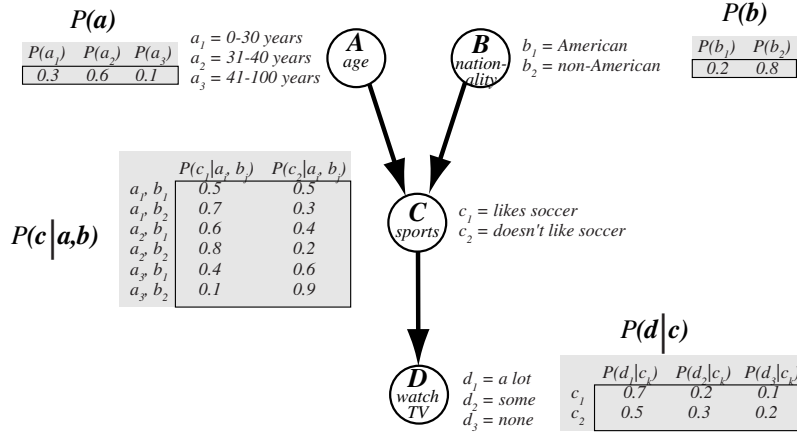 P(a)
P(a1) P(a2) P(a3)
0.3 0.6 0.1
a1 = 0-30 years
a2 = 31-40 years
a3 = 41-100 years
A
age
B
nation-
ality
b1 = American
b2 = non-American
P(b)
P(b1) P(b2)
0.2 0.8
P(c|a,b)
P(c1|ai, bj) P(c2|ai, bj)
a1, b1 0.5 0.5
a1, b2 0.7 0.3
a2, b1 0.6 0.4
a2, b2 0.8 0.2
a3, b1 0.4 0.6
a3, b2 0.1 0.9
C
sports
c1 = likes soccer
c2 = doesn't like soccer
D
watch
TV
d1 = a lot
d2 = some
d3 = none
P(d|c)
P(d1|ck) P(d2|ck) P(d3|ck)
c1 0.7 0.2 0.1
c2 0.5 0.3 0.2